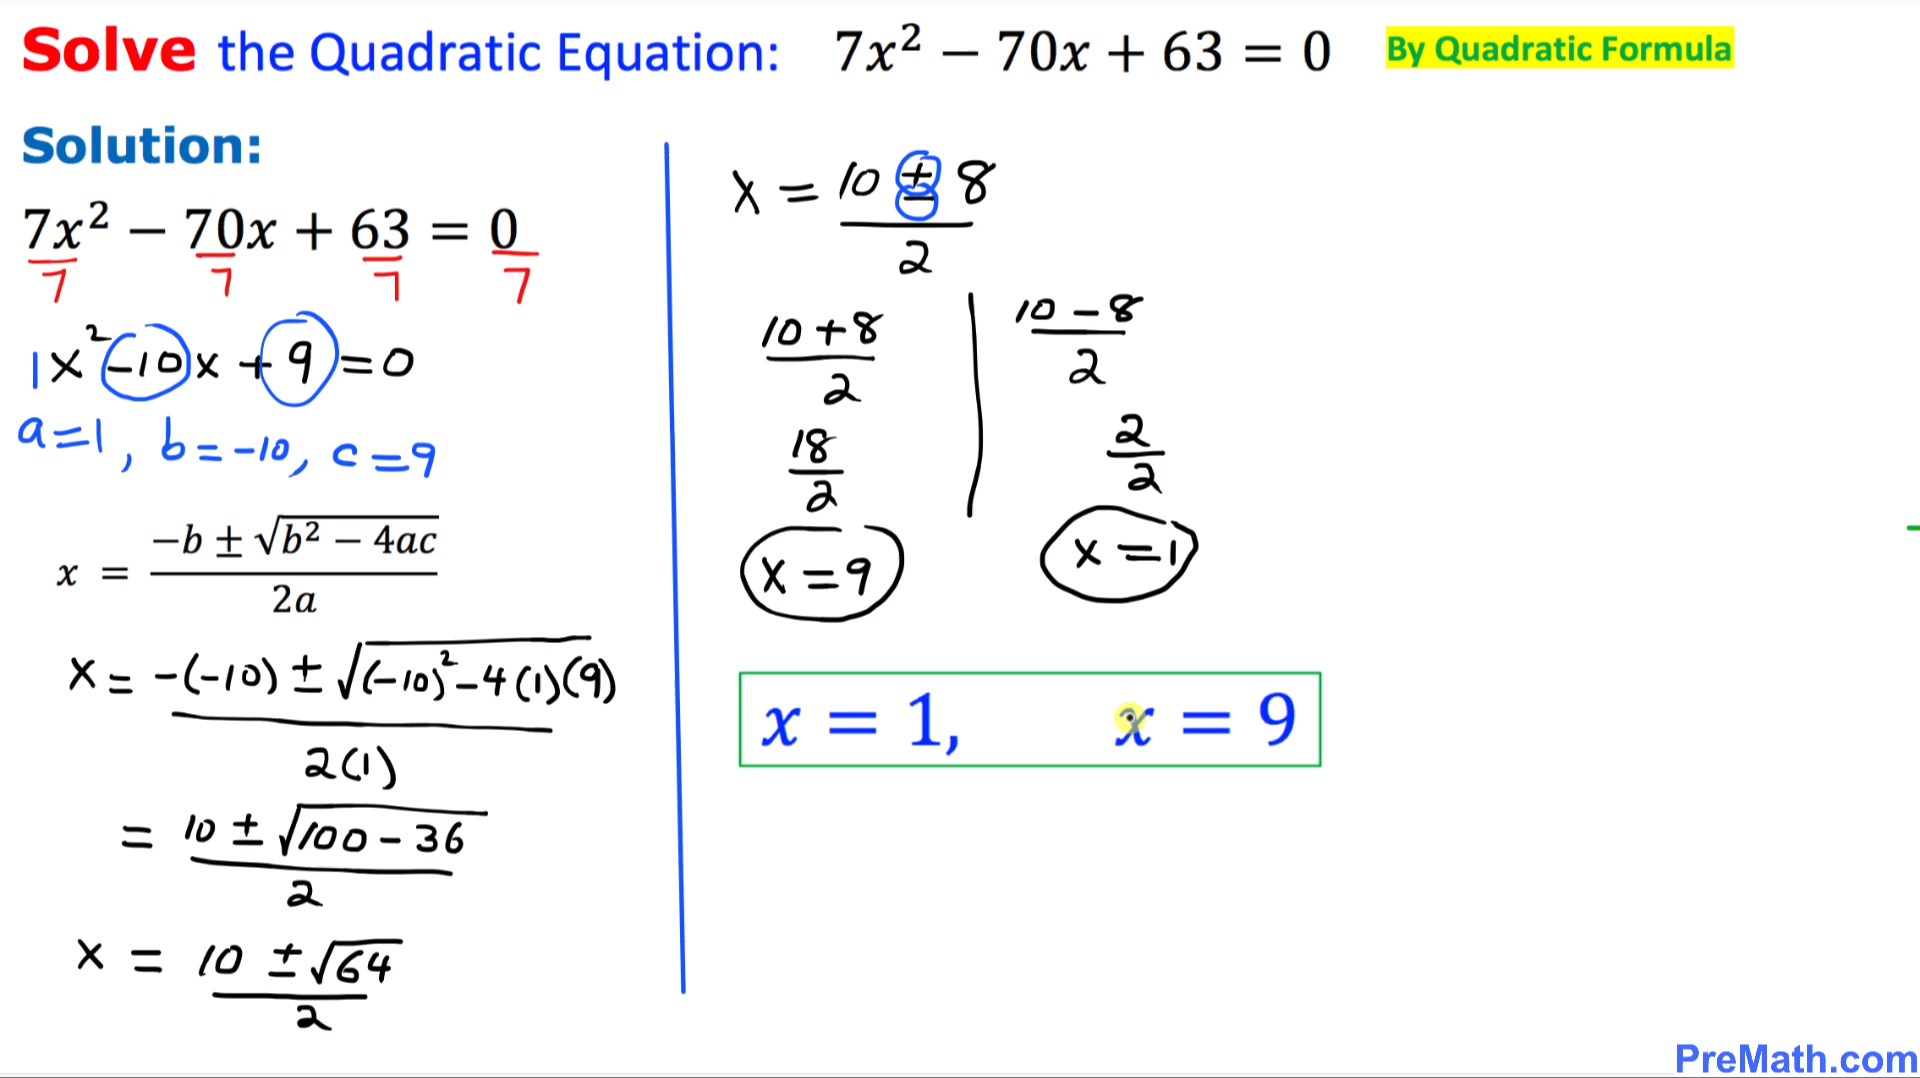 Solve the Quadratic Equation: 7x² − 70x + 63 = 0 By Quadratic Formula
Solution:
7x² − 70x + 63 = 0
7 7 7 7
1x² -10x + 9 = 0
a=1, b=-10, c=9
x = (−b ± √(b² − 4ac)) / 2a
x = (-(-10) ± √((-10)² - 4(1)(9))) / 2(1)
= (10 ± √(100 - 36)) / 2
x = (10 ± √64) / 2
x = (10 ± 8) / 2
(10 + 8) / 2
18 / 2
x = 9
(10 - 8) / 2
2 / 2
x = 1
x = 1, x = 9
PreMath.com